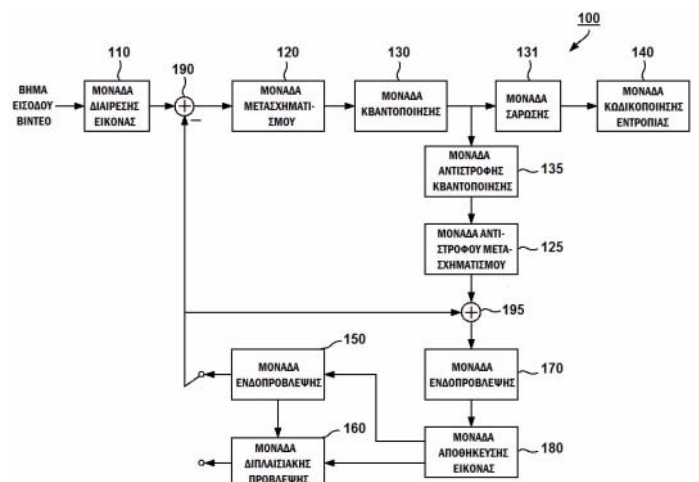 100
110
190
120
130
131
140
ΒΗΜΑ
ΕΙΣΟΔΟΥ
ΒΙΝΤΕΟ
ΜΟΝΑΔΑ
ΔΙΑΙΡΕΣΗΣ
ΕΙΚΟΝΑΣ
ΜΟΝΑΔΑ
ΜΕΤΑΣΧΗΜΑΤΙ-
ΣΜΟΥ
ΜΟΝΑΔΑ
ΚΒΑΝΤΟΠΟΙΗΣΗΣ
ΜΟΝΑΔΑ
ΣΑΡΩΣΗΣ
ΜΟΝΑΔΑ
ΚΩΔΙΚΟΠΟΙΗΣΗΣ
ΕΝΤΡΟΠΙΑΣ
ΜΟΝΑΔΑ
ΑΝΤΙΣΤΡΟΦΗΣ
ΚΒΑΝΤΟΠΟΙΗΣΗΣ
135
ΜΟΝΑΔΑ ΑΝΤΙ-
ΣΤΡΟΦΟΥ ΜΕΤΑ-
ΣΧΗΜΑΤΙΣΜΟΥ
125
195
150
ΜΟΝΑΔΑ
ΕΝΔΟΠΡΟΒΛΕΨΗΣ
ΜΟΝΑΔΑ
ΕΝΔΟΠΡΟΒΛΕΨΗΣ
170
160
ΜΟΝΑΔΑ
ΔΙΠΛΑΙΣΙΑΚΗΣ
ΠΡΟΒΛΕΨΗΣ
ΜΟΝΑΔΑ
ΑΠΟΘΗΚΕΥΣΗΣ
ΕΙΚΟΝΑΣ
180